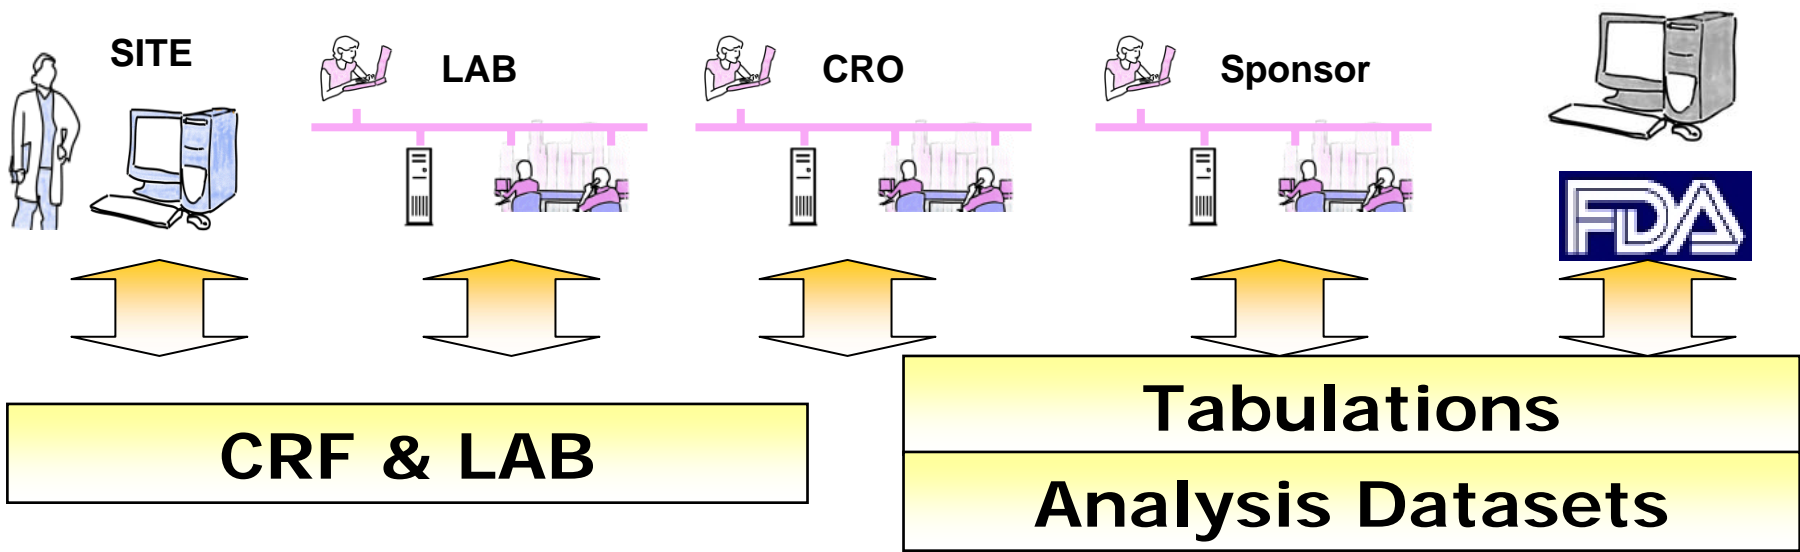 SITE
LAB
CRO
Sponsor
FDA
CRF & LAB
Tabulations
Analysis Datasets